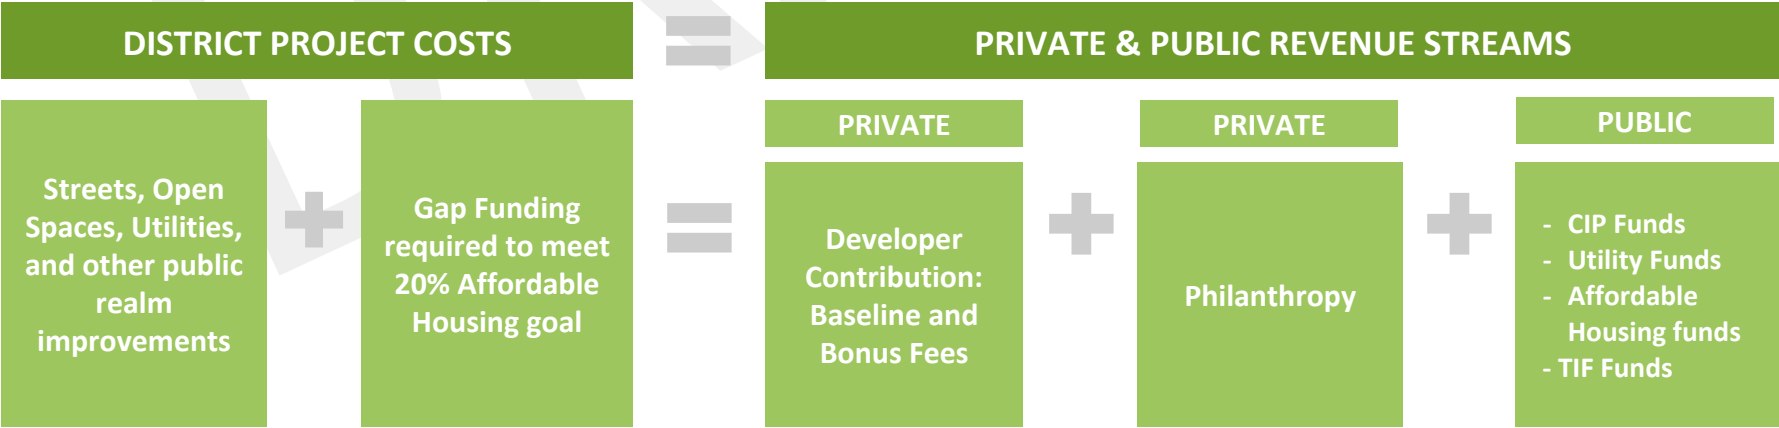 DISTRICT PROJECT COSTS
PRIVATE & PUBLIC REVENUE STREAMS
Streets, Open
Spaces, Utilities,
and other public
realm
improvements
Gap Funding
required to meet
20% Affordable
Housing goal
PRIVATE
Developer
Contribution:
Baseline and
Bonus Fees
PRIVATE
Philanthropy
PUBLIC
- CIP Funds
- Utility Funds
- Affordable
Housing funds
- TIF Funds